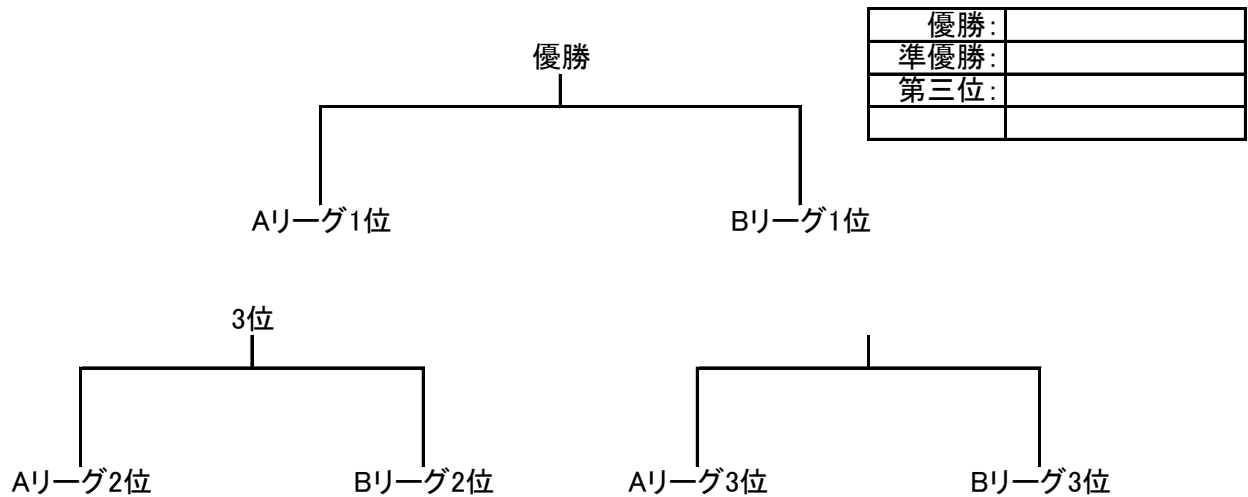 優勝:
準優勝:
第三位:
優勝
Aリーグ1位
Bリーグ1位
3位
Aリーグ2位
Bリーグ2位
Aリーグ3位
Bリーグ3位